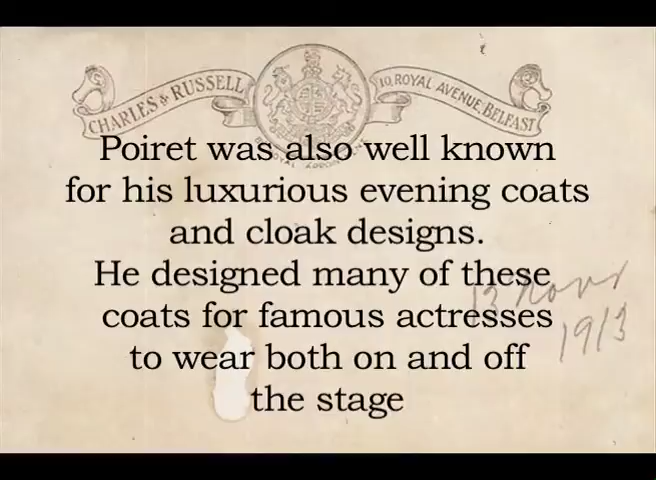 CHARLES & RUSSELL
10, ROYAL AVENUE, BELFAST
Poiret was also well known
for his luxurious evening coats
and cloak designs.
He designed many of these
coats for famous actresses
to wear both on and off
the stage
13 Nov
1913